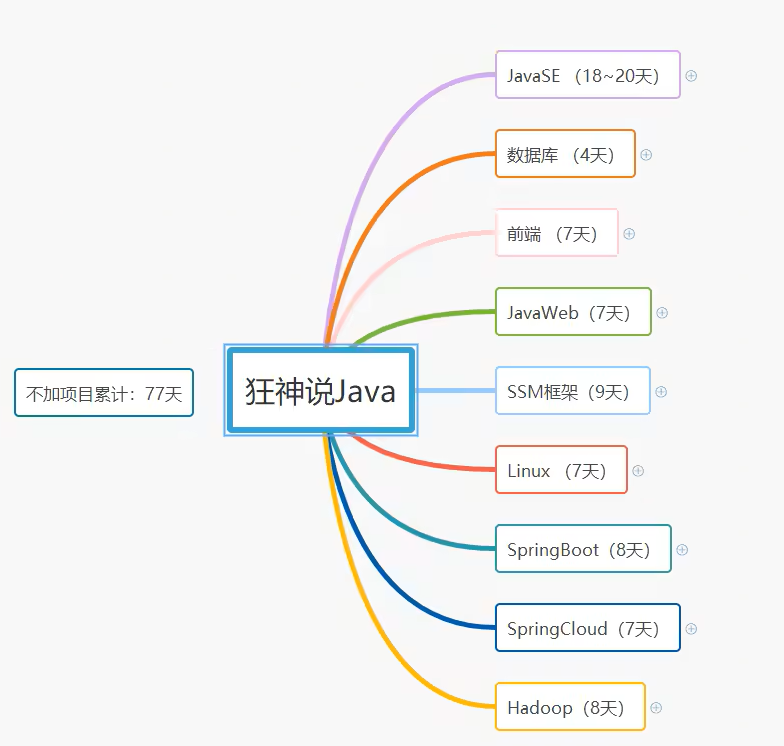 JavaSE（18~20天）
数据库 （4天）
前端 （7天）
JavaWeb（7天）
不加项目累计：77天
狂神说Java
SSM框架（9天）
Linux （7天）
SpringBoot（8天）
SpringCloud（7天）
Hadoop（8天）